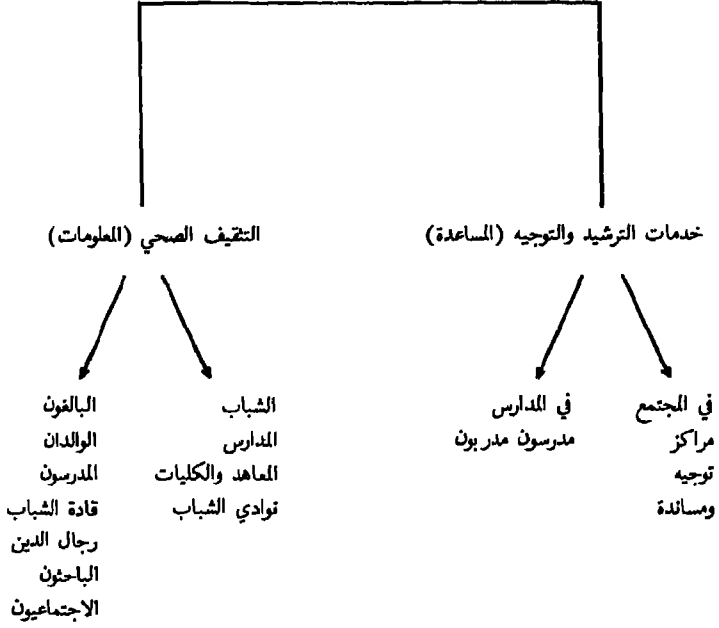 خدمات الترشيد والتوجيه (المساعدة)
التثقيف الصحي (المعلومات)
في المجتمع
مراكز
توجيه
ومساندة
في المدارس
مدرسون مدربون
الشباب
المدارس
المعاهد والكليات
نوادي الشباب
البالغون
الوالدان
المدرسون
قادة الشباب
رجال الدين
الباحثون
الاجتماعيون